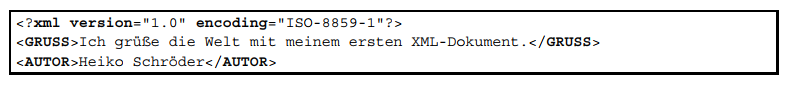 <?xml version="1.0" encoding="ISO-8859-1"?>
<GRUSS>Ich grüße die Welt mit meinem ersten XML-Dokument.</GRUSS>
<AUTOR>Heiko Schröder</AUTOR>